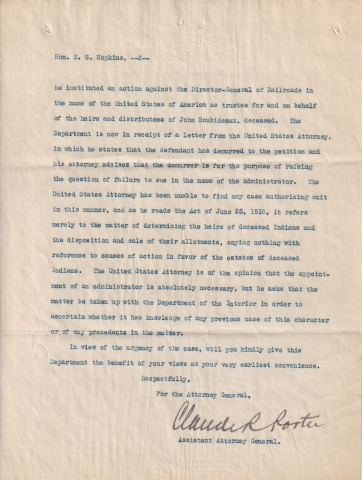 Hon. S. G. Hopkins, --2--
he instituted an action against the Director-General of Railroads in
the name of the United States of America as trustee for and on behalf
of the heirs and distributees of John Roubideaux, deceased. The
Department is now in receipt of a letter from the United States Attorney,
in which he states that the defendant has demurred to the petition and
his attorney advises that the demurrer is for the purpose of raising
the question of failure to sue in the name of the administrator. The
United States Attorney has been unable to find any case authorizing suit
in this manner, and as he reads the Act of June 25, 1910, it refers
merely to the matter of determining the heirs of deceased Indians and
the disposition and sale of their allotments, saying nothing with
reference to causes of action in favor of the estates of deceased
Indians. The United States Attorney is of the opinion that the appoint-
ment of an administrator is absolutely necessary, but he asks that the
matter be taken up with the Department of the Interior in order to
ascertain whether it has knowledge of any previous case of this character
or of any precedents in the matter.
In view of the urgency of the case, will you kindly give this
Department the benefit of your views at your very earliest convenience.
Respectfully,
For the Attorney General,
Claude R Porter
Assistant Attorney General.